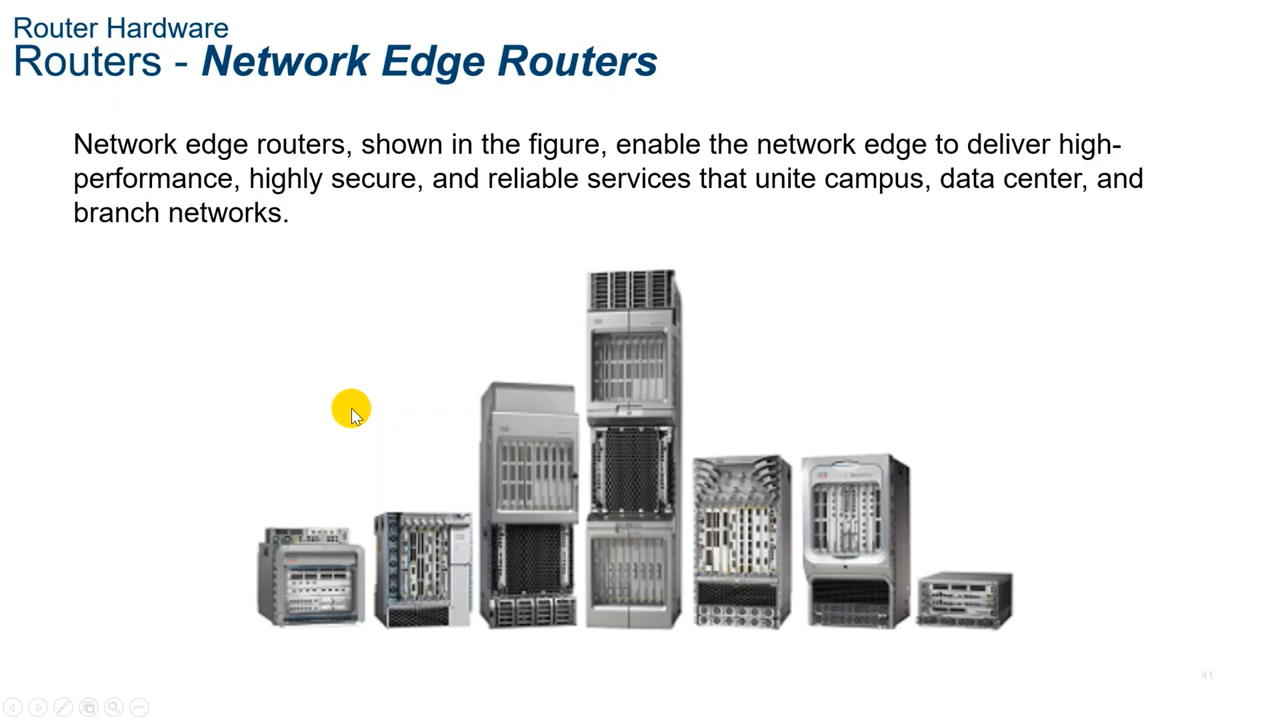 Router Hardware
Routers - Network Edge Routers
Network edge routers, shown in the figure, enable the network edge to deliver high-
performance, highly secure, and reliable services that unite campus, data center, and
branch networks.
41